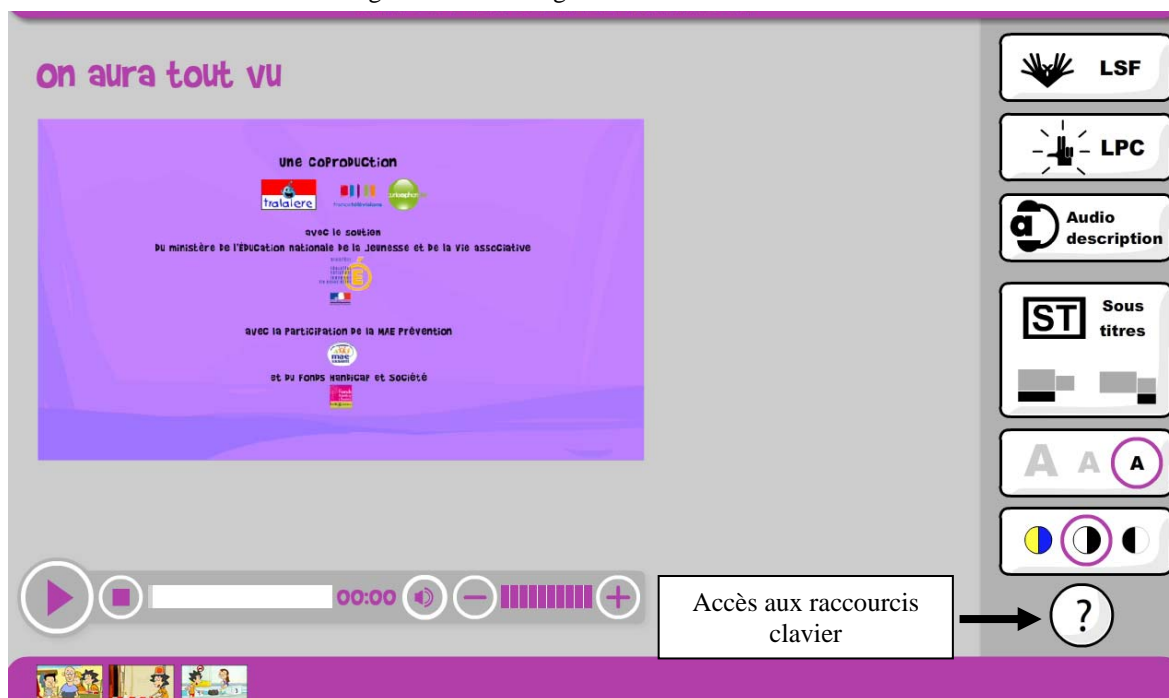 on aura tout vu
une coproduction
tralalere
francetélévisions
avec le soutien
du ministère de l'éducation nationale de la Jeunesse et de la vie associative
avec la participation de la MAE Prévention
mae
et du Fonds Handicap et Société
00:00
LSF
LPC
a
Audio
description
ST
Sous
titres
A A A
Accès aux raccourcis
clavier
?